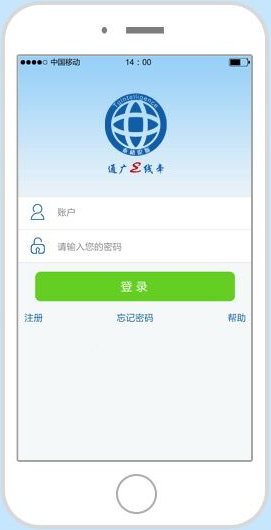 中国移动 14：00
Tointelligence
通广e线牵
账户
请输入您的密码
登录
注册 忘记密码 帮助